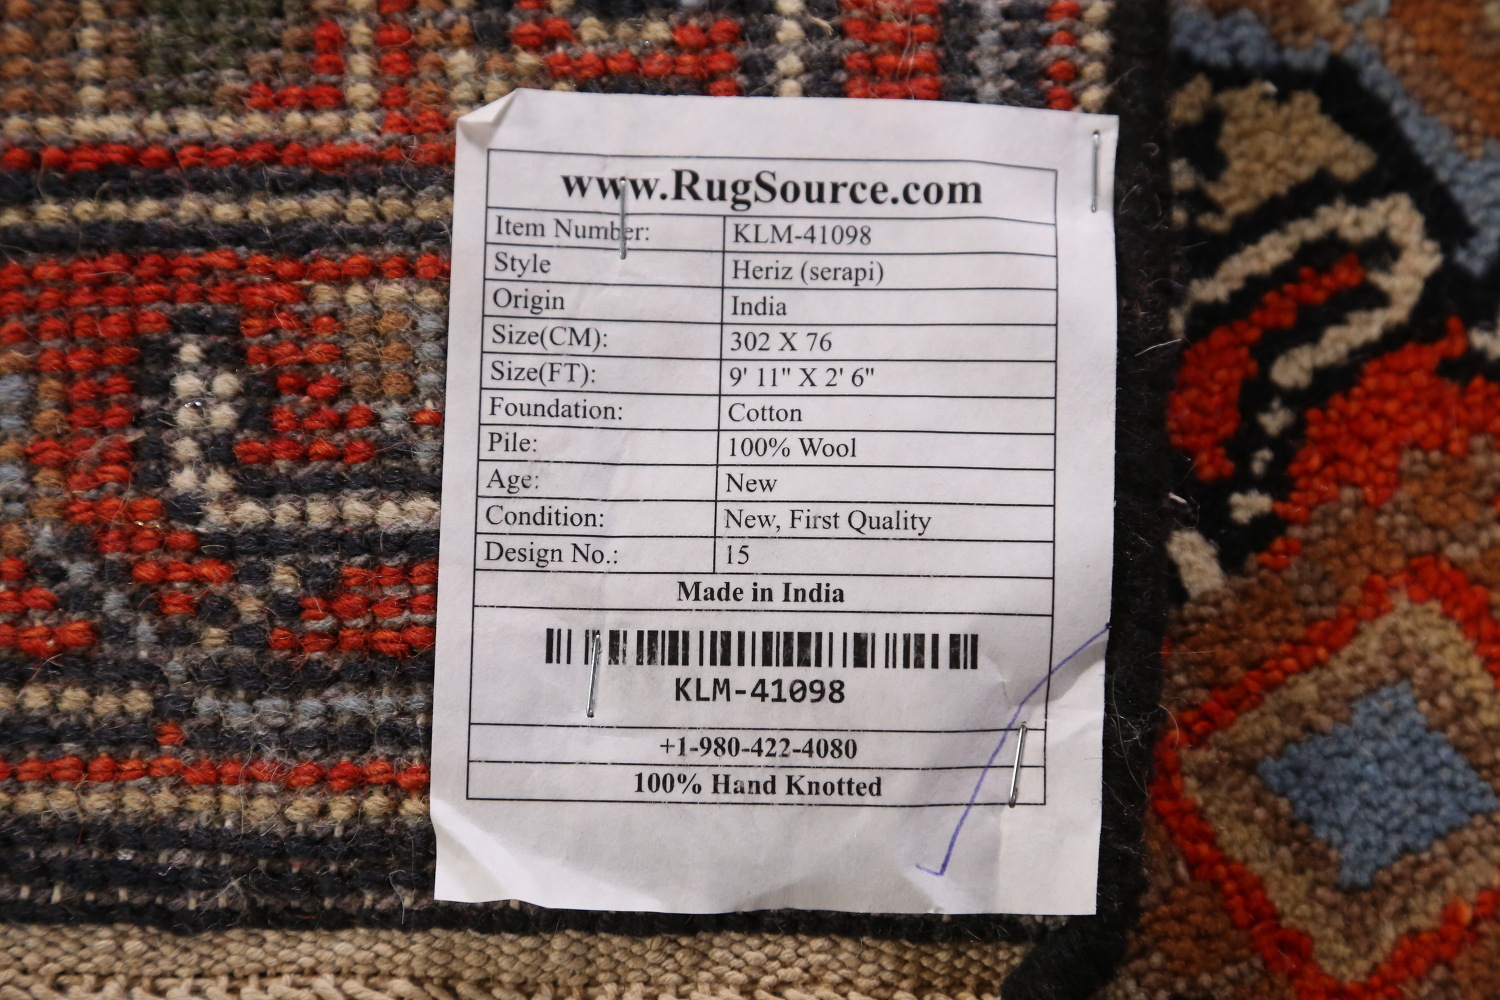 www.RugSource.com
Item Number: KLM-41098
Style Heriz (serapi)
Origin India
Size(CM): 302 X 76
Size(FT): 9' 11" X 2' 6"
Foundation: Cotton
Pile: 100% Wool
Age: New
Condition: New, First Quality
Design No.: 15
Made in India
KLM-41098
+1-980-422-4080
100% Hand Knotted